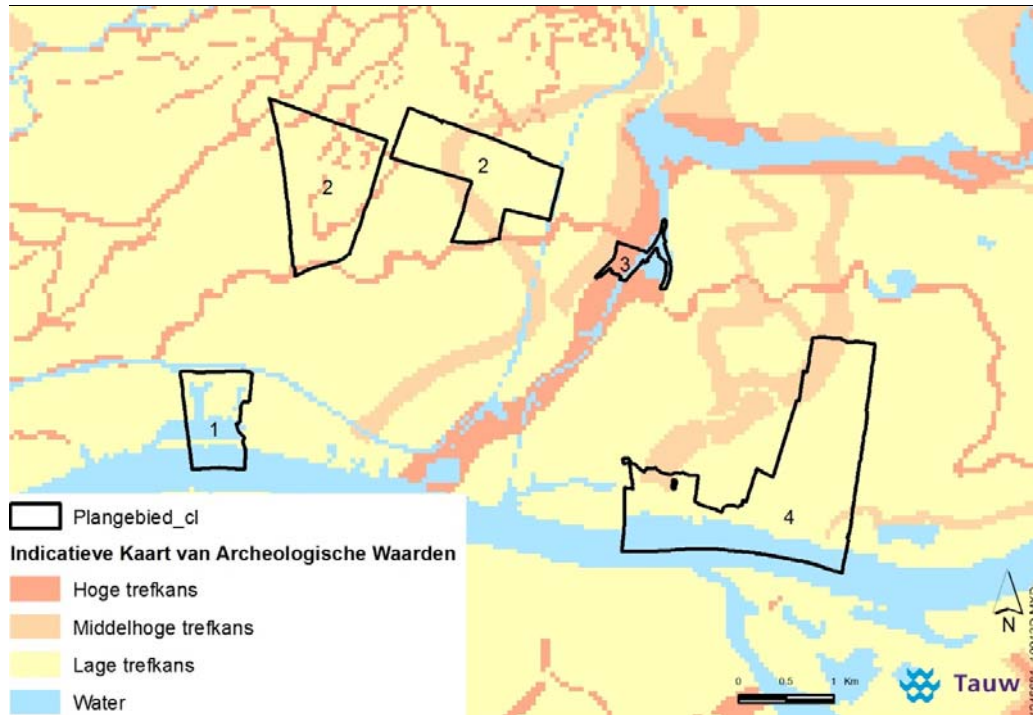 2
2
3
1
4
Plangebied_cl
Indicatieve Kaart van Archeologische Waarden
Hoge trefkans
Middelhoge trefkans
Lage trefkans
Water
N
0 0.5 1 Km
Tauw